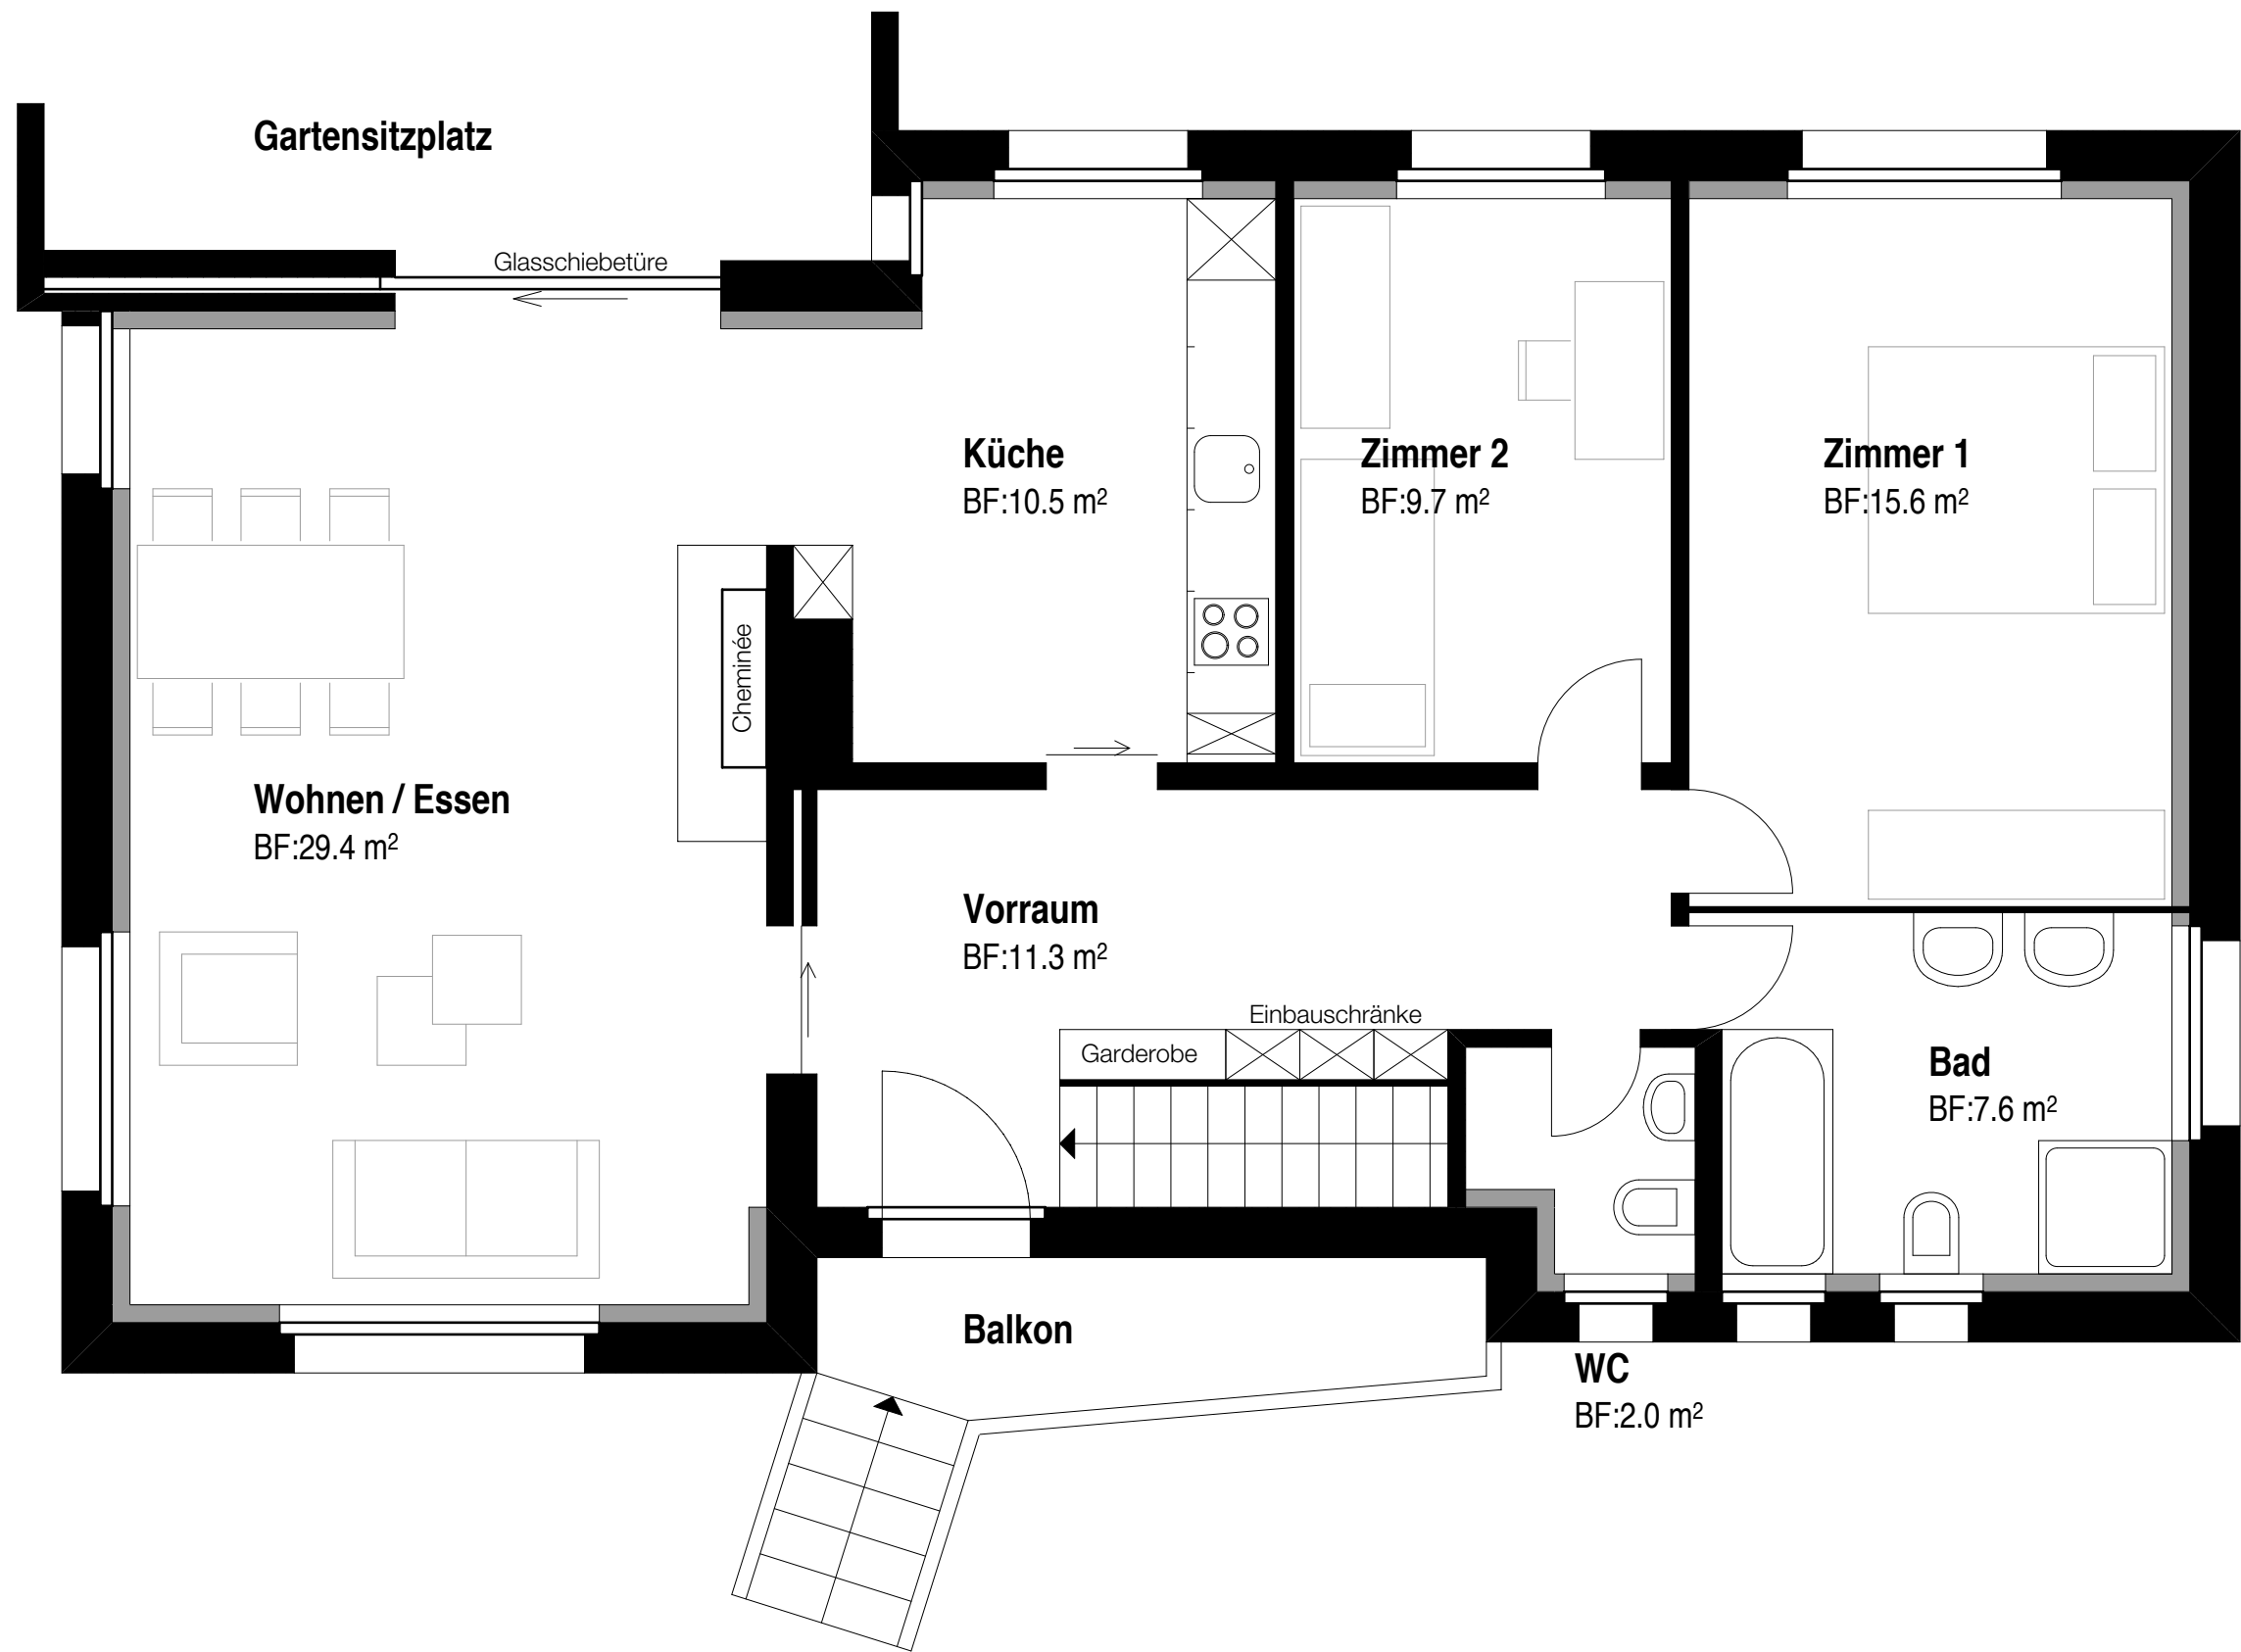 Gartensitzplatz
Glasschiebetüre
Küche
BF:10.5 m²
Zimmer 2
BF:9.7 m²
Zimmer 1
BF:15.6 m²
Cheminée
Wohnen / Essen
BF:29.4 m²
Vorraum
BF:11.3 m²
Einbauschränke
Garderobe
Bad
BF:7.6 m²
Balkon
WC
BF:2.0 m²